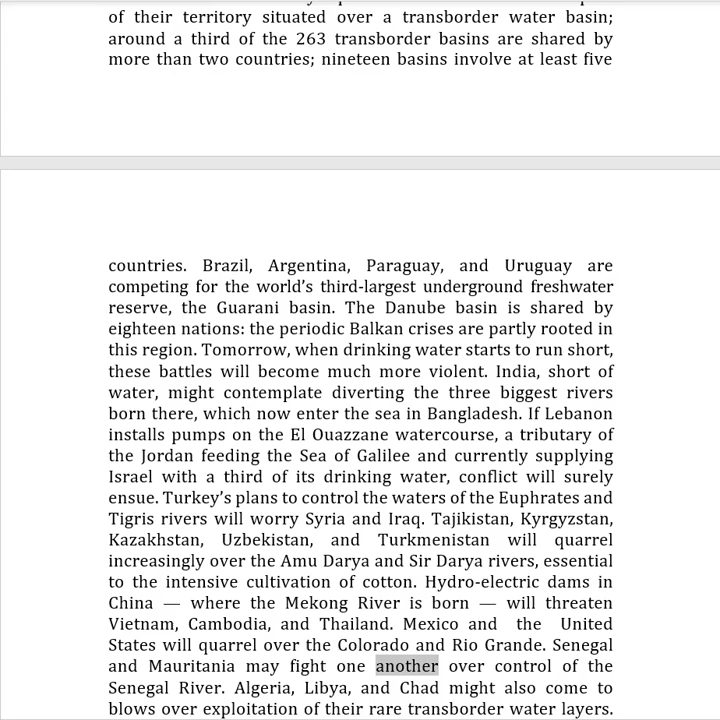 of their territory situated over a transborder water basin;
around a third of the 263 transborder basins are shared by
more than two countries; nineteen basins involve at least five
countries. Brazil, Argentina, Paraguay, and Uruguay are
competing for the world’s third-largest underground freshwater
reserve, the Guarani basin. The Danube basin is shared by
eighteen nations: the periodic Balkan crises are partly rooted in
this region. Tomorrow, when drinking water starts to run short,
these battles will become much more violent. India, short of
water, might contemplate diverting the three biggest rivers
born there, which now enter the sea in Bangladesh. If Lebanon
installs pumps on the El Ouazzane watercourse, a tributary of
the Jordan feeding the Sea of Galilee and currently supplying
Israel with a third of its drinking water, conflict will surely
ensue. Turkey’s plans to control the waters of the Euphrates and
Tigris rivers will worry Syria and Iraq. Tajikistan, Kyrgyzstan,
Kazakhstan, Uzbekistan, and Turkmenistan will quarrel
increasingly over the Amu Darya and Sir Darya rivers, essential
to the intensive cultivation of cotton. Hydro-electric dams in
China — where the Mekong River is born — will threaten
Vietnam, Cambodia, and Thailand. Mexico and the United
States will quarrel over the Colorado and Rio Grande. Senegal
and Mauritania may fight one another over control of the
Senegal River. Algeria, Libya, and Chad might also come to
blows over exploitation of their rare transborder water layers.